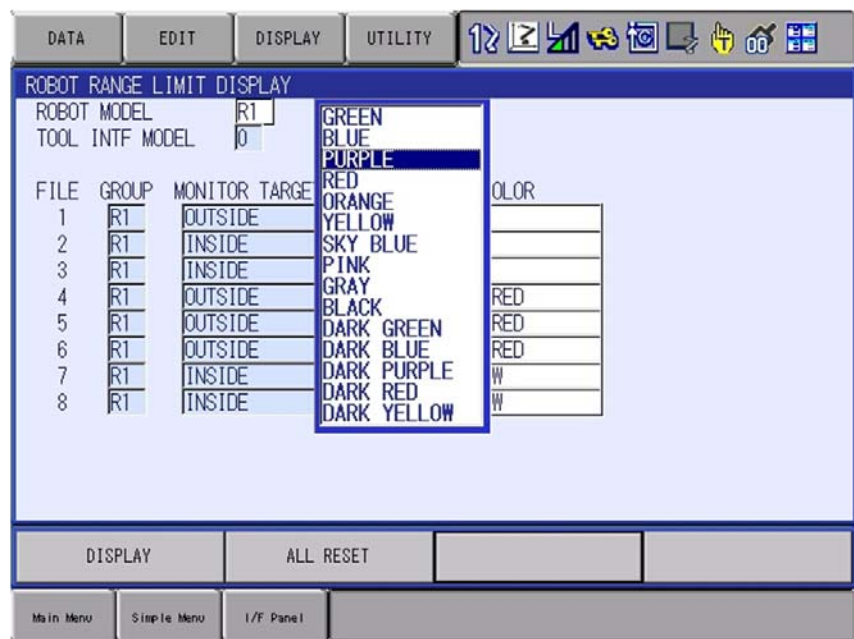 DATA EDIT DISPLAY UTILITY
ROBOT RANGE LIMIT DISPLAY
ROBOT MODEL R1
TOOL INTF MODEL 0
GREEN
BLUE
PURPLE
RED
ORANGE
YELLOW
SKY BLUE
PINK
GRAY
BLACK
DARK GREEN
DARK BLUE
DARK PURPLE
DARK RED
DARK YELLOW
FILE GROUP MONITOR TARGE OLOR
1 R1 OUTSIDE
2 R1 INSIDE
3 R1 INSIDE
4 R1 OUTSIDE RED
5 R1 OUTSIDE RED
6 R1 OUTSIDE RED
7 R1 INSIDE W
8 R1 INSIDE W
DISPLAY ALL RESET
Main Menu Simple Menu I/F Panel